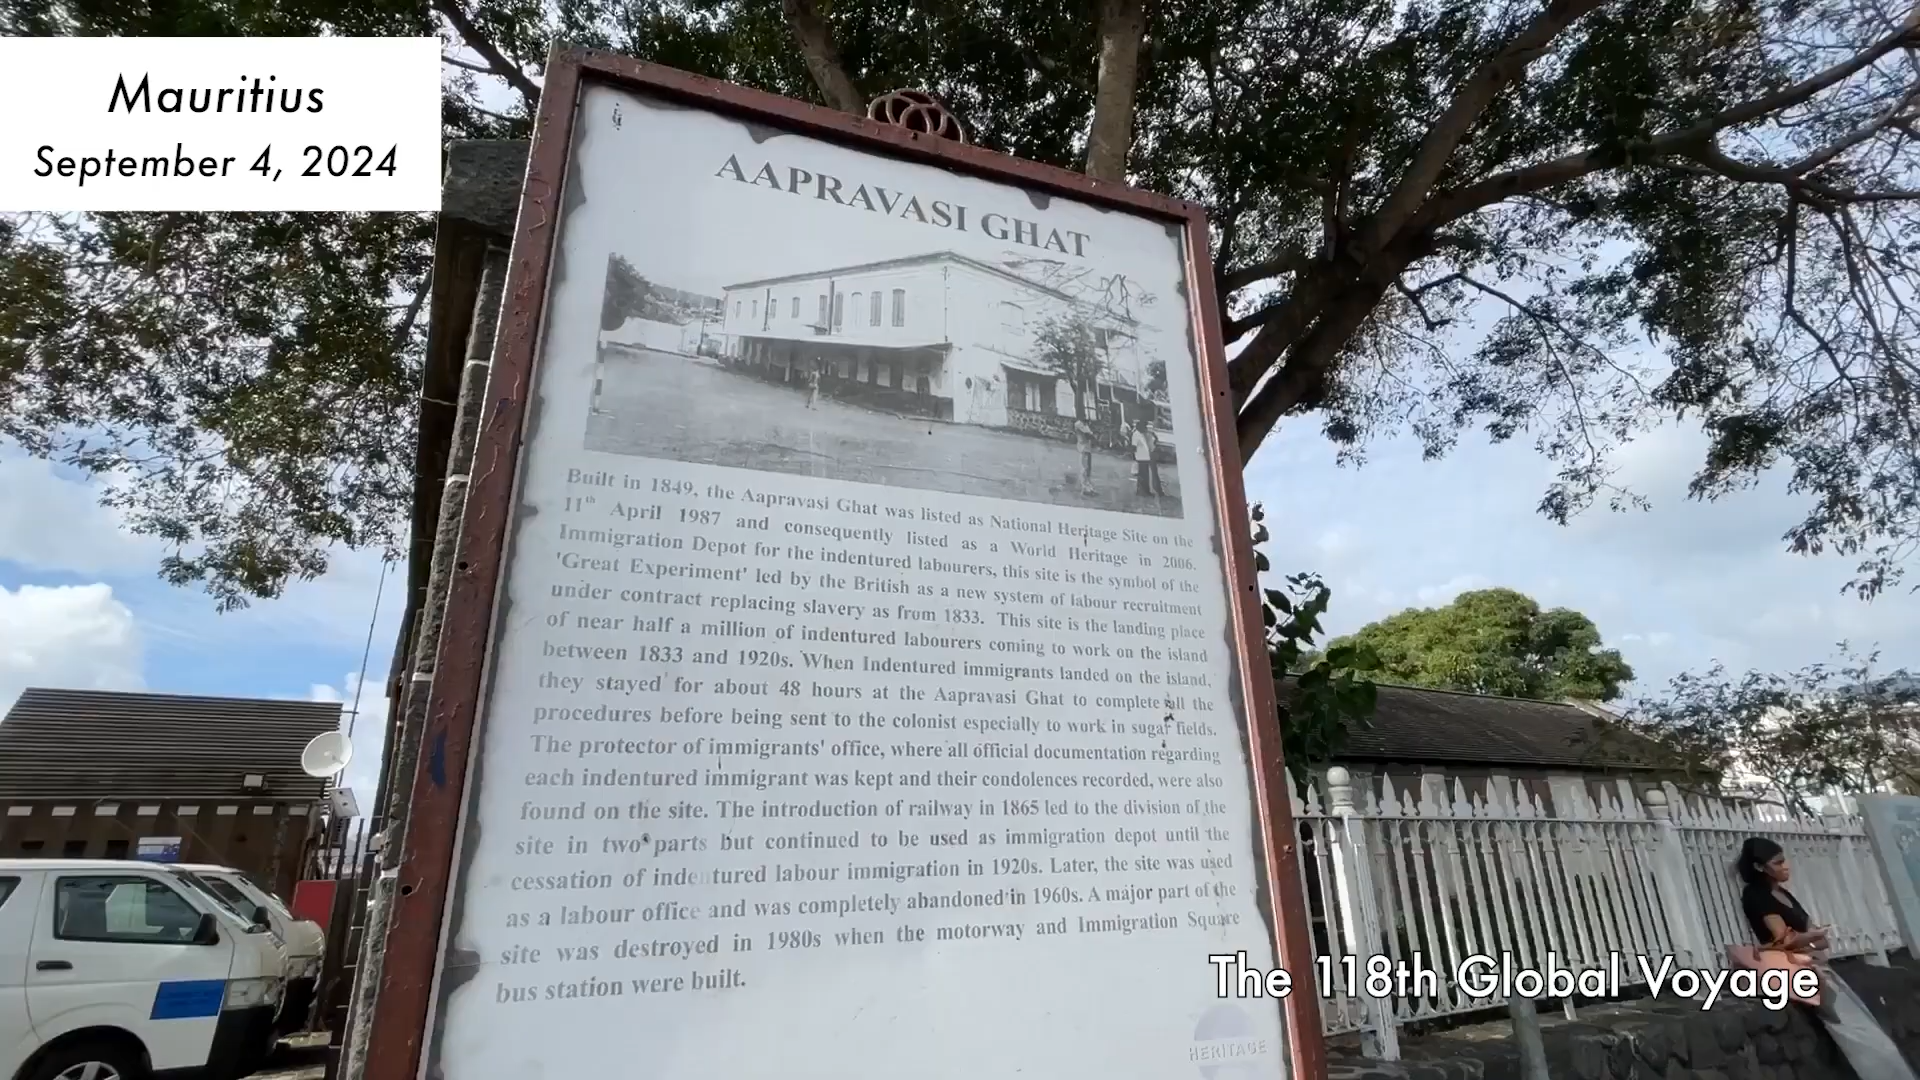 Mauritius
September 4, 2024
AAPRAVASI GHAT
Built in 1849, the Aapravasi Ghat was listed as National Heritage Site on the
11th April 1987 and consequently listed as a World Heritage in 2006.
Immigration Depot for the indentured labourers, this site is the symbol of the
'Great Experiment' led by the British as a new system of labour recruitment
under contract replacing slavery as from 1833. This site is the landing place
of near half a million of indentured labourers coming to work on the island
between 1833 and 1920s. When Indentured immigrants landed on the island,
they stayed for about 48 hours at the Aapravasi Ghat to complete all the
procedures before being sent to the colonist especially to work in sugar fields.
The protector of immigrants' office, where all official documentation regarding
each indentured immigrant was kept and their condolences recorded, were also
found on the site. The introduction of railway in 1865 led to the division of the
site in two parts but continued to be used as immigration depot until the
cessation of indentured labour immigration in 1920s. Later, the site was used
as a labour office and was completely abandoned in 1960s. A major part of the
site was destroyed in 1980s when the motorway and Immigration Square
bus station were built.
HERITAGE
The 118th Global Voyage